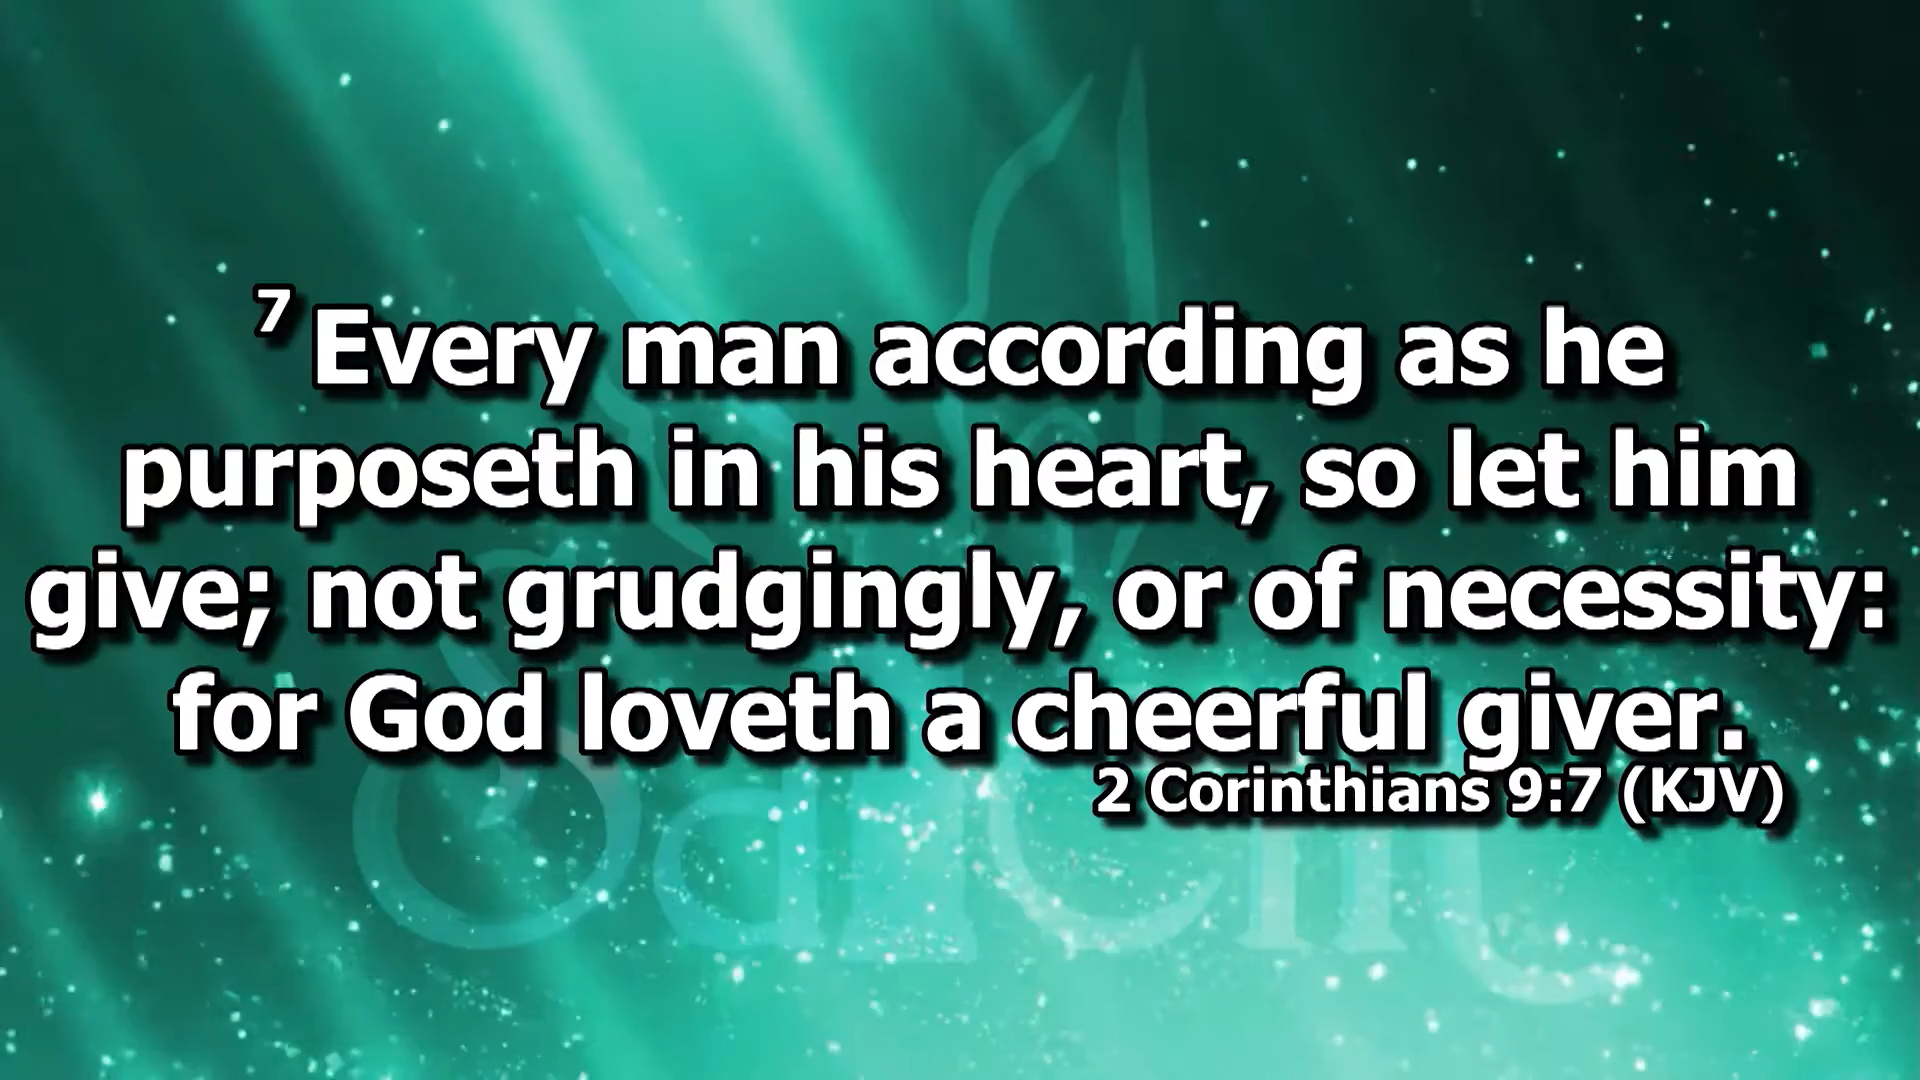 7 Every man according as he
purposeth in his heart, so let him
give; not grudgingly, or of necessity:
for God loveth a cheerful giver.
2 Corinthians 9:7 (KJV)